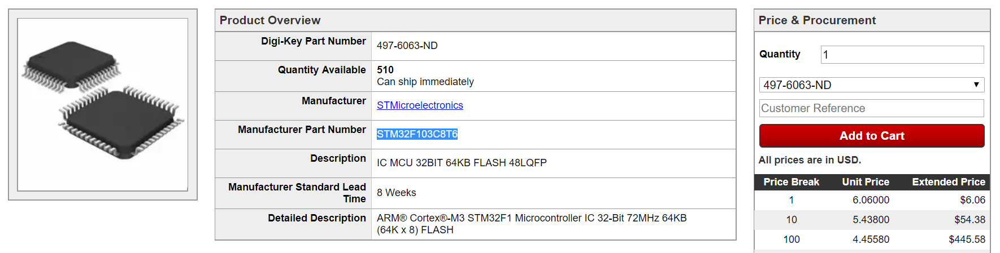 Product Overview
Digi-Key Part Number 497-6063-ND
Quantity Available 510
Can ship immediately
Manufacturer STMicroelectronics
Manufacturer Part Number STM32F103C8T6
Description IC MCU 32BIT 64KB FLASH 48LQFP
Manufacturer Standard Lead
Time 8 Weeks
Detailed Description ARM® Cortex®-M3 STM32F1 Microcontroller IC 32-Bit 72MHz 64KB
(64K x 8) FLASH
Price & Procurement
Quantity 1
497-6063-ND
Customer Reference
Add to Cart
All prices are in USD.
Price Break Unit Price Extended Price
1 6.06000 $6.06
10 5.43800 $54.38
100 4.45580 $445.58